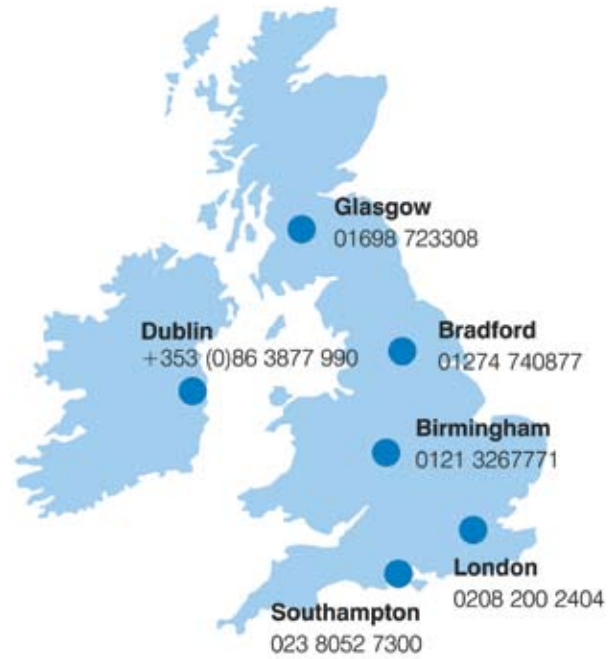 Glasgow
01698 723308
Dublin
+353 (0)86 3877 990
Bradford
01274 740877
Birmingham
0121 3267771
London
0208 200 2404
Southampton
023 8052 7300